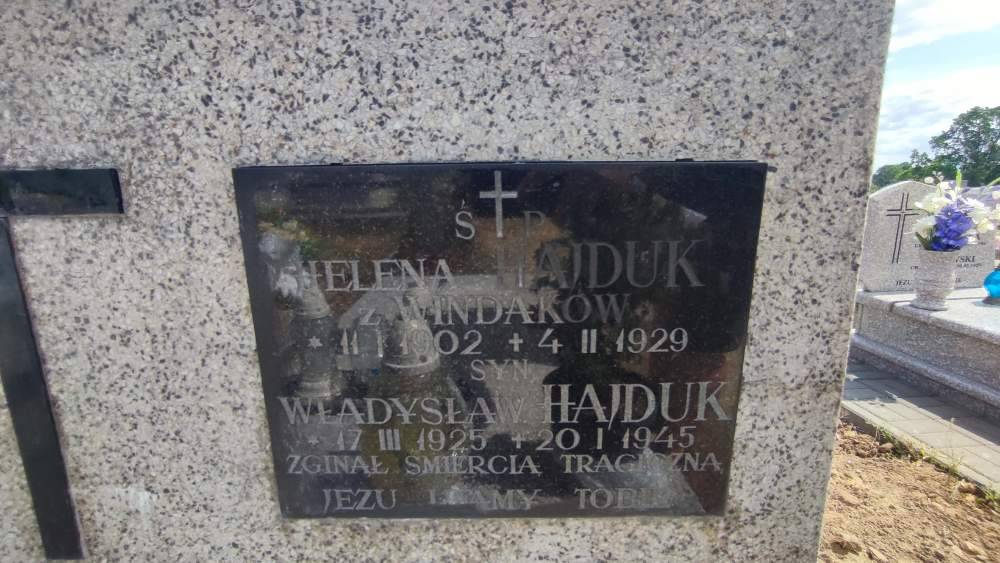 Ś P
HELENA HAJDUK
Z WINDAKÓW
* 11 I 1902 + 4 II 1929
SYN
WŁADYSŁAW HAJDUK
* 17 III 1925 + 20 I 1945
ZGINĄŁ ŚMIERCIĄ TRAGICZNĄ
JEZU UFAMY TOBIE